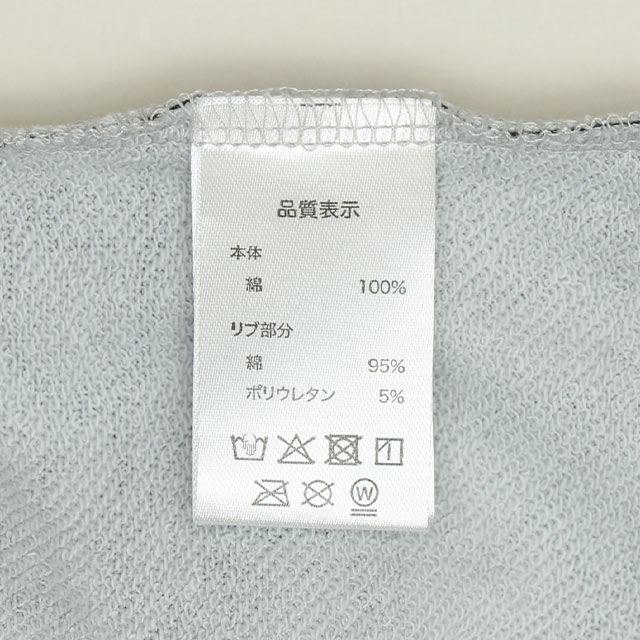 品質表示
本体
綿 100%
リブ部分
綿 95%
ポリウレタン 5%
W